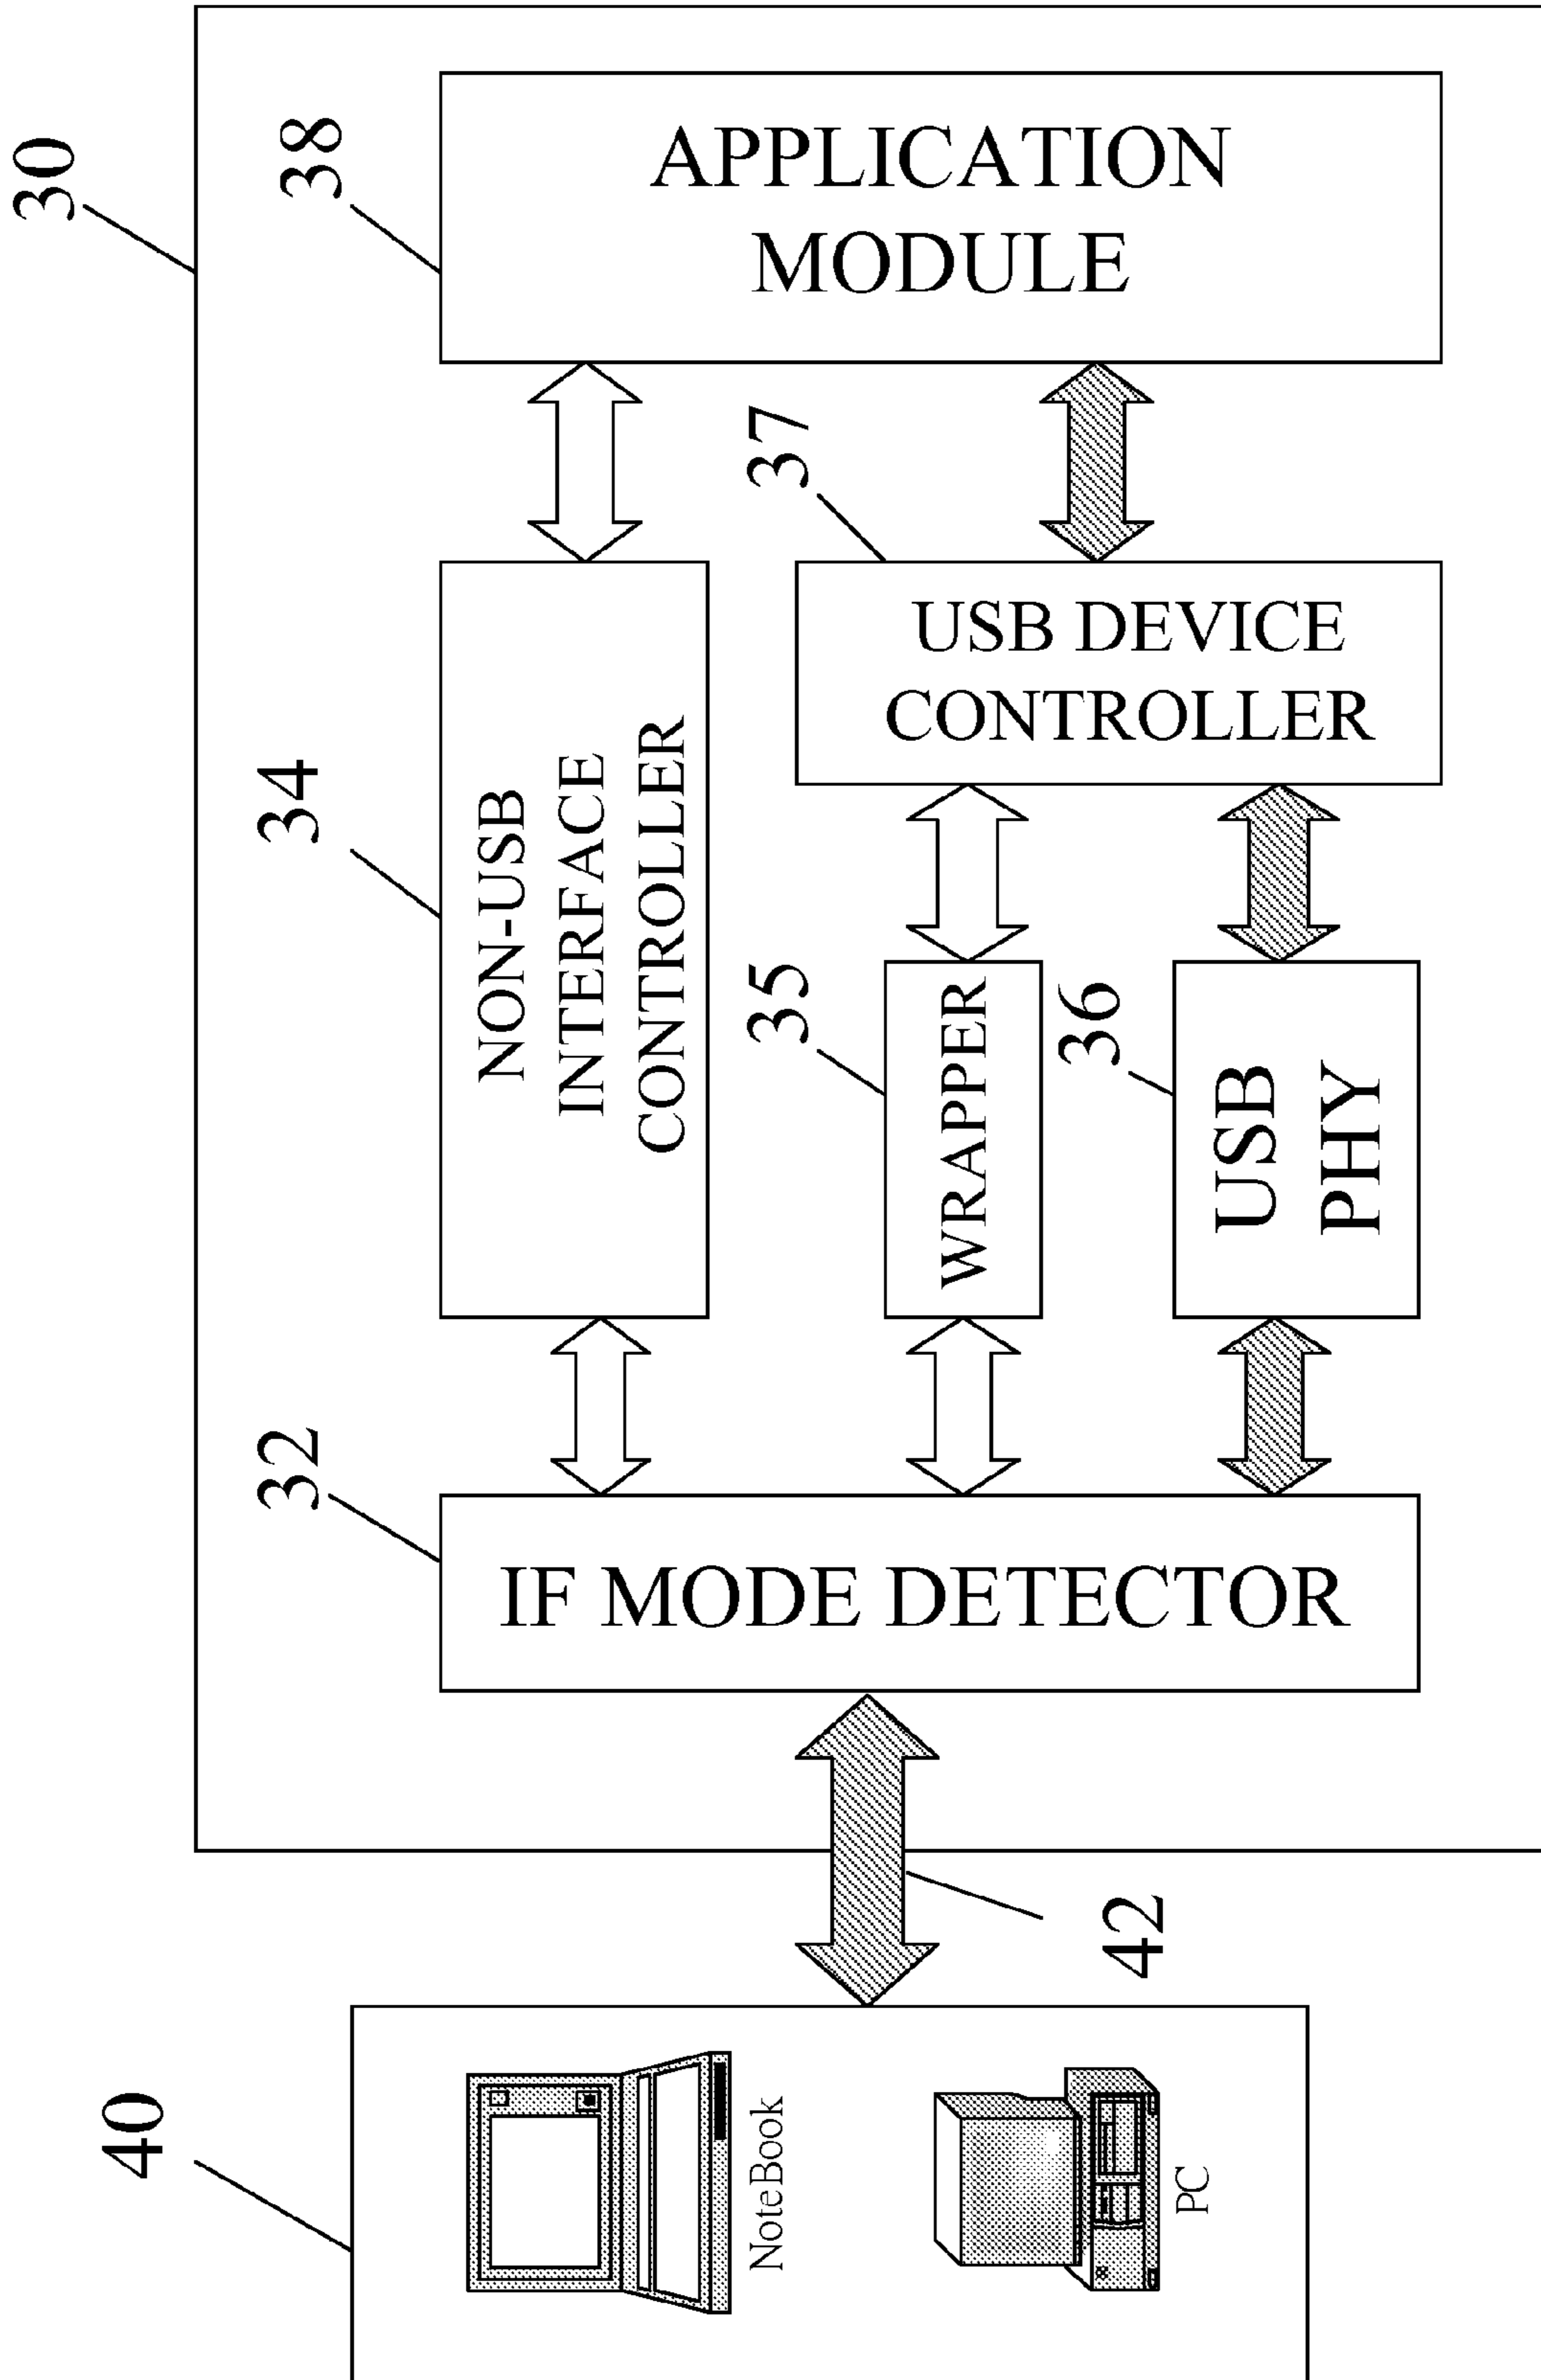 30
38
APPLICATION
MODULE
37
34
NON-USB
INTERFACE
CONTROLLER
USB DEVICE
CONTROLLER
35
WRAPPER
36
USB
PHY
32
IF MODE DETECTOR
42
40
NoteBook
PC